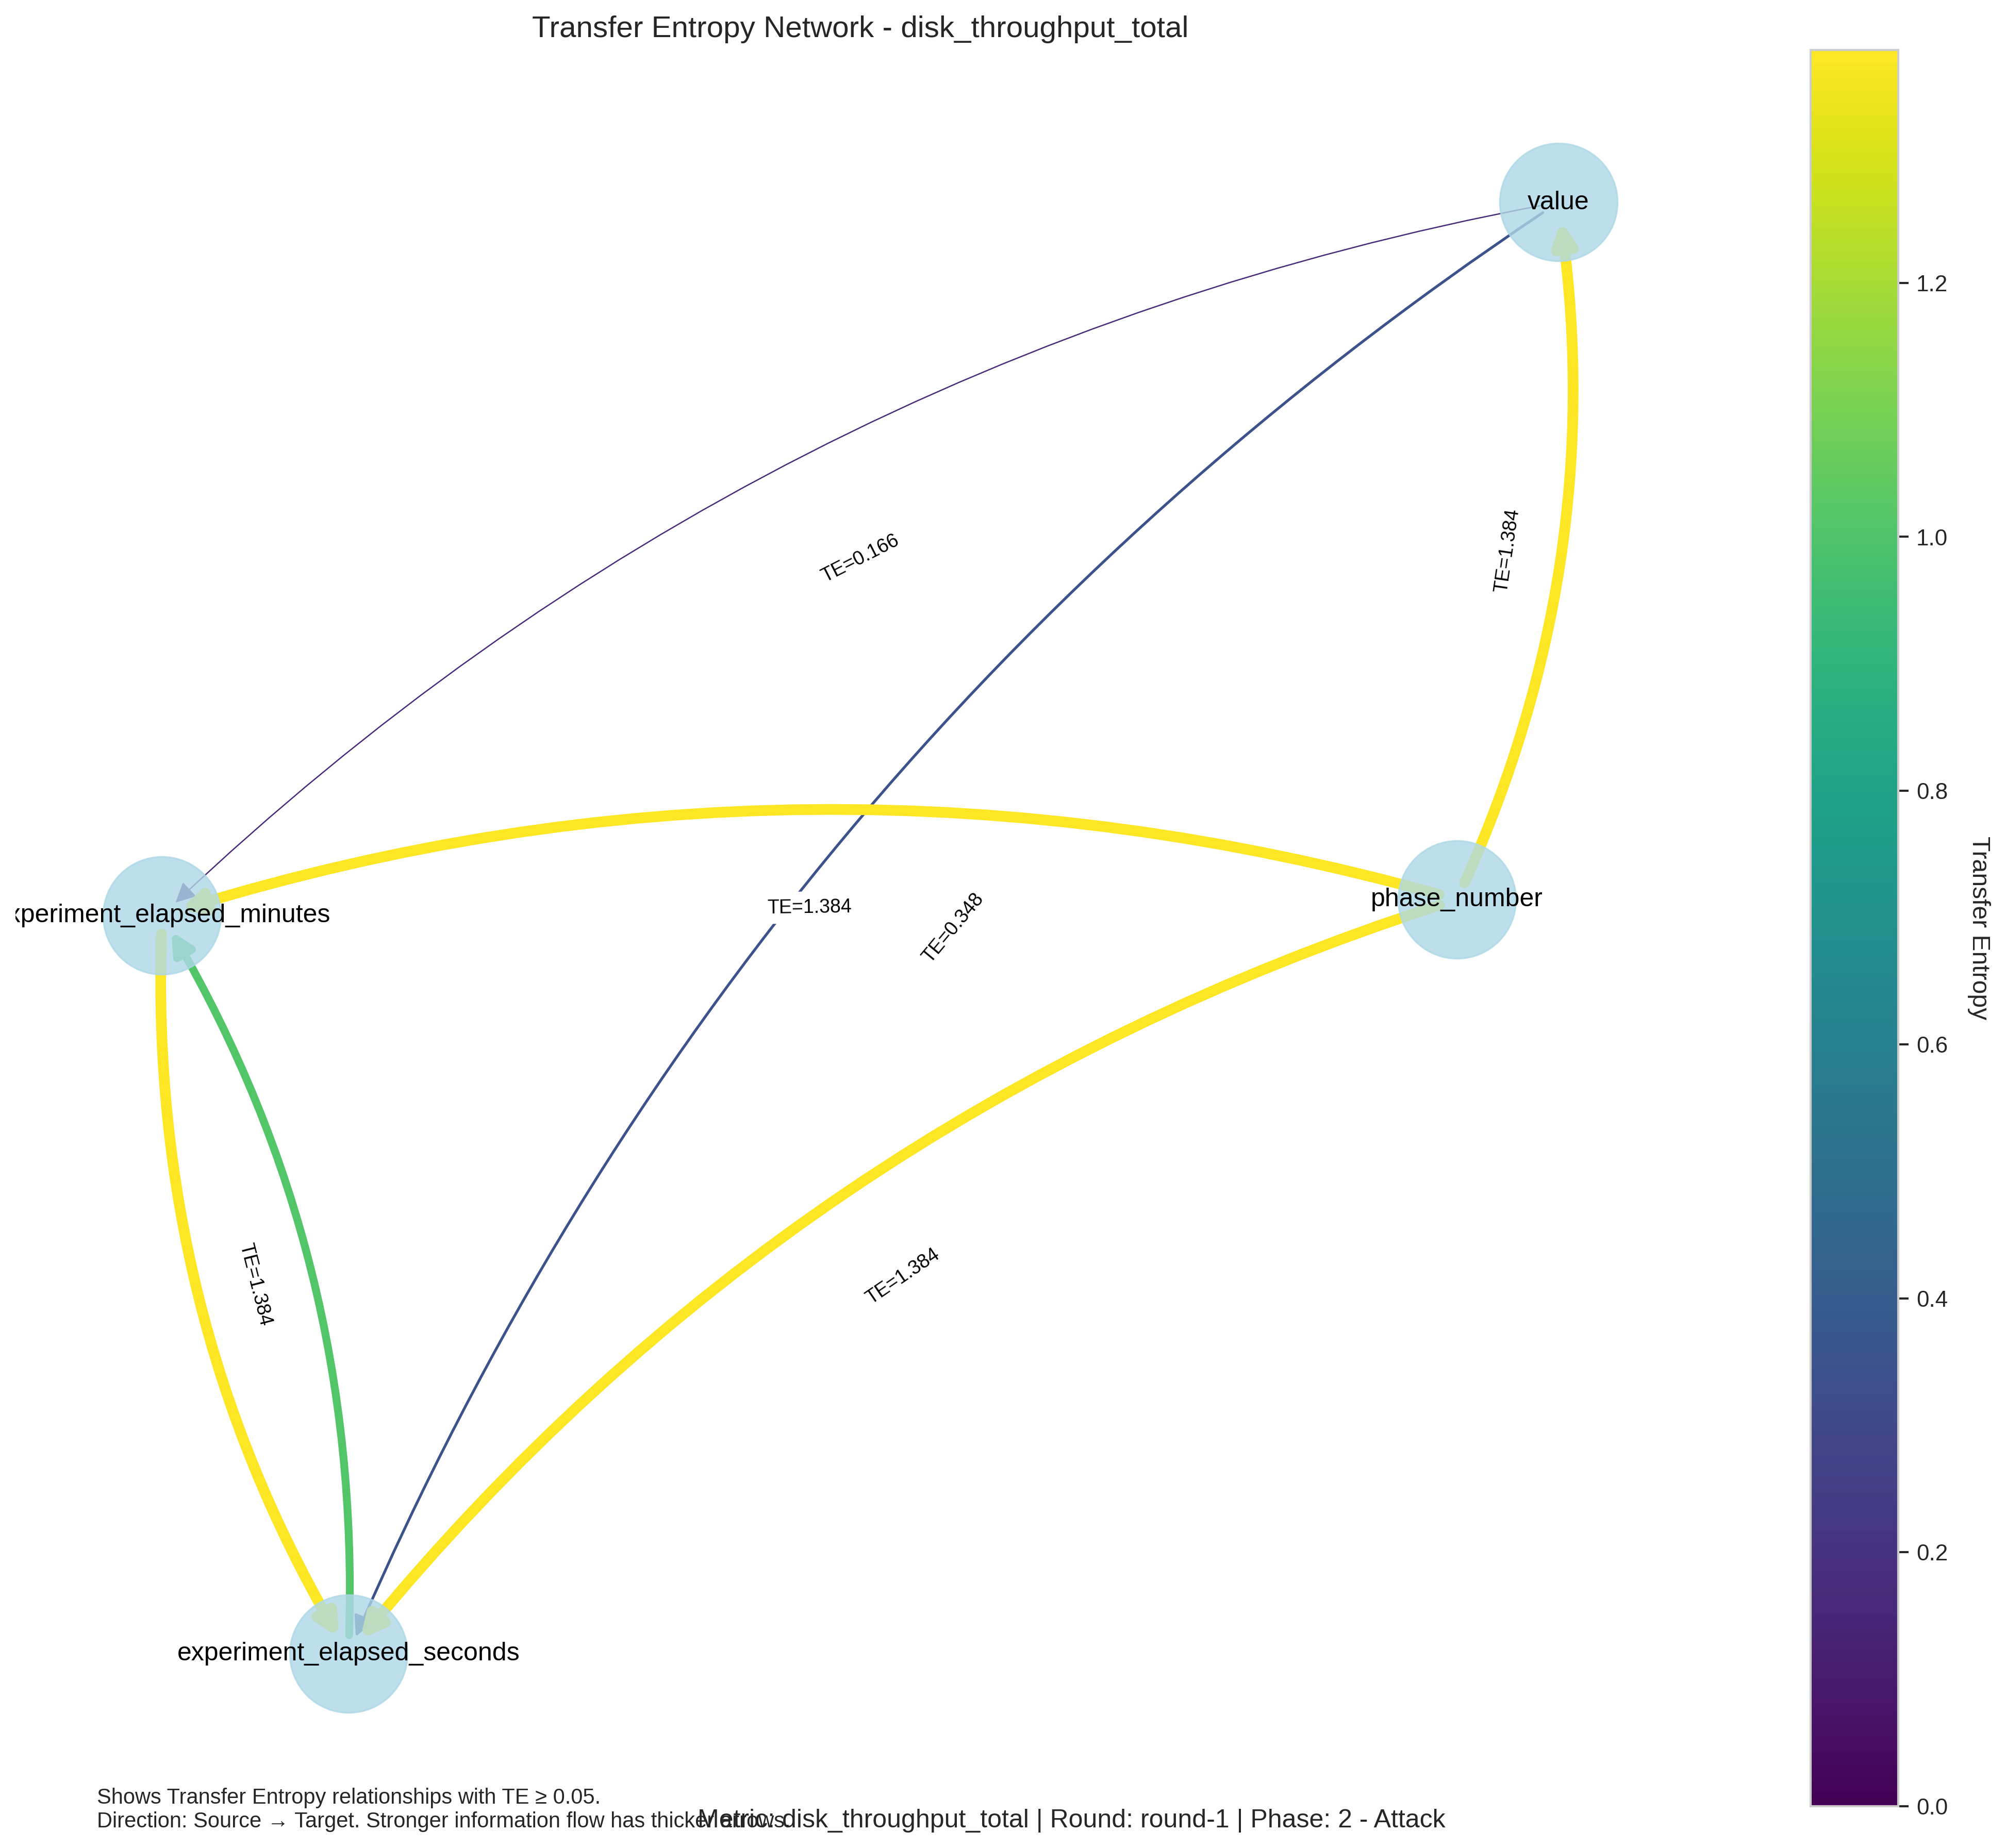 Transfer Entropy Network - disk_throughput_total
value
1.2
TE=1.384
1.0
TE=0.166
0.8
Transfer Entropy
phase_number
TE=1.384
TE=0.348
xperiment_elapsed_minutes
0.6
0.4
TE=1.384
TE=1.384
0.2
experiment_elapsed_seconds
0.0
Shows Transfer Entropy relationships with TE ≥ 0.05.
Direction: Source → Target. Stronger information flow has thicker arrows.
Metric: disk_throughput_total | Round: round-1 | Phase: 2 - Attack